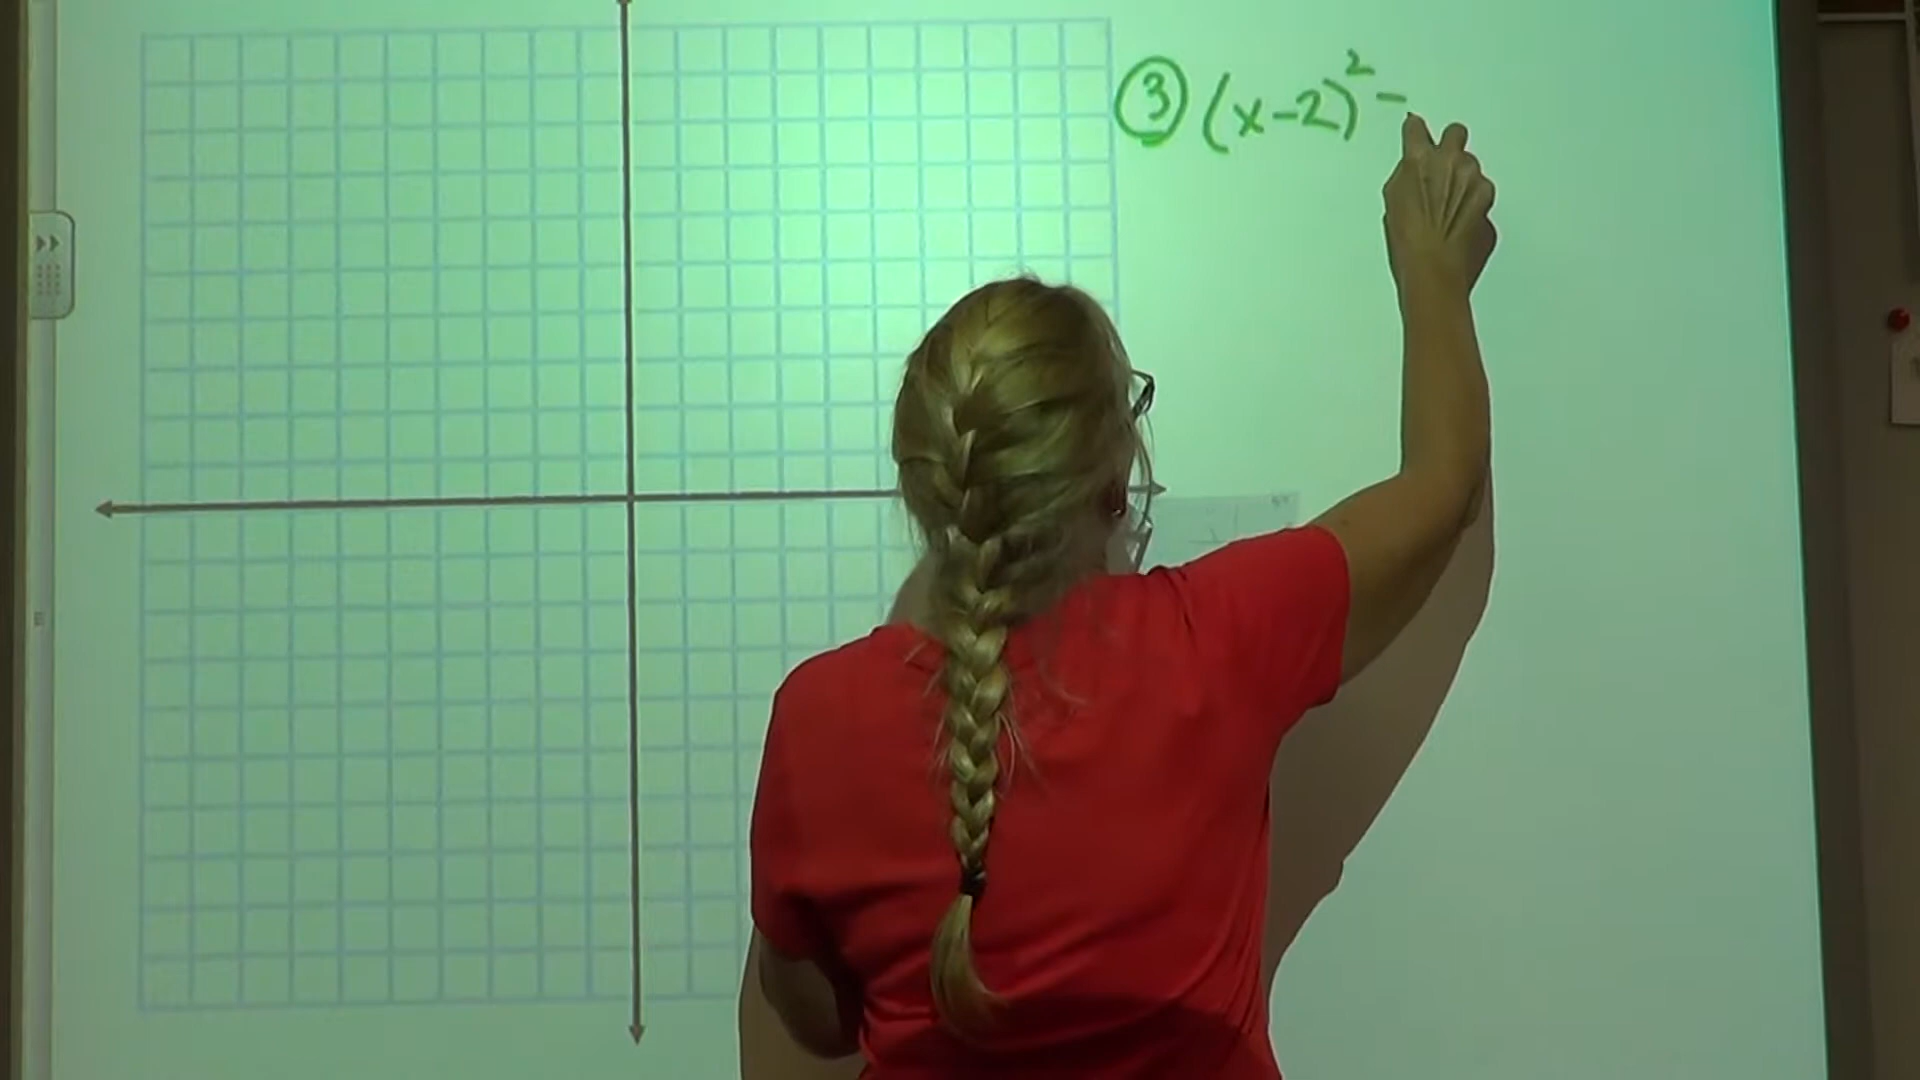 ③ (x-2)² -